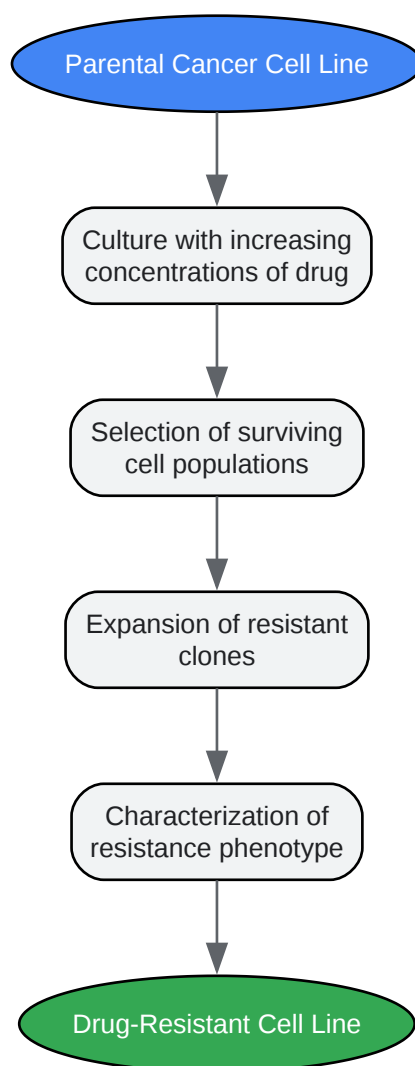 Parental Cancer Cell Line
Culture with increasing
concentrations of drug
Selection of surviving
cell populations
Expansion of resistant
clones
Characterization of
resistance phenotype
Drug-Resistant Cell Line